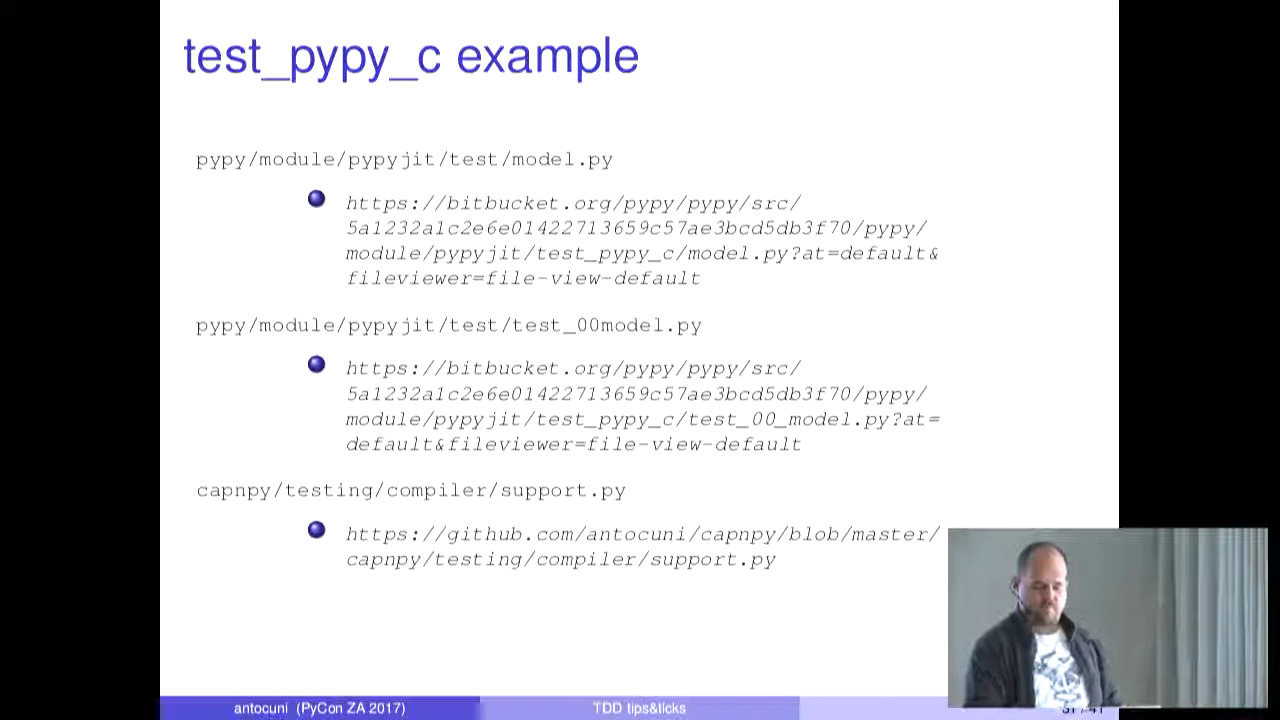 test_pypy_c example
pypy/module/pypyjit/test/model.py
https://bitbucket.org/pypy/pypy/src/
5a1232a1c2e6e01422713659c57ae3bcd5db3f70/pypy/
module/pypyjit/test_pypy_c/model.py?at=default&
fileviewer=file-view-default
pypy/module/pypyjit/test/test_00model.py
https://bitbucket.org/pypy/pypy/src/
5a1232a1c2e6e01422713659c57ae3bcd5db3f70/pypy/
module/pypyjit/test_pypy_c/test_00_model.py?at=
default&fileviewer=file-view-default
capnpy/testing/compiler/support.py
https://github.com/antocuni/capnpy/blob/master/
capnpy/testing/compiler/support.py
antocuni (PyCon ZA 2017)
TDD tips&ticks